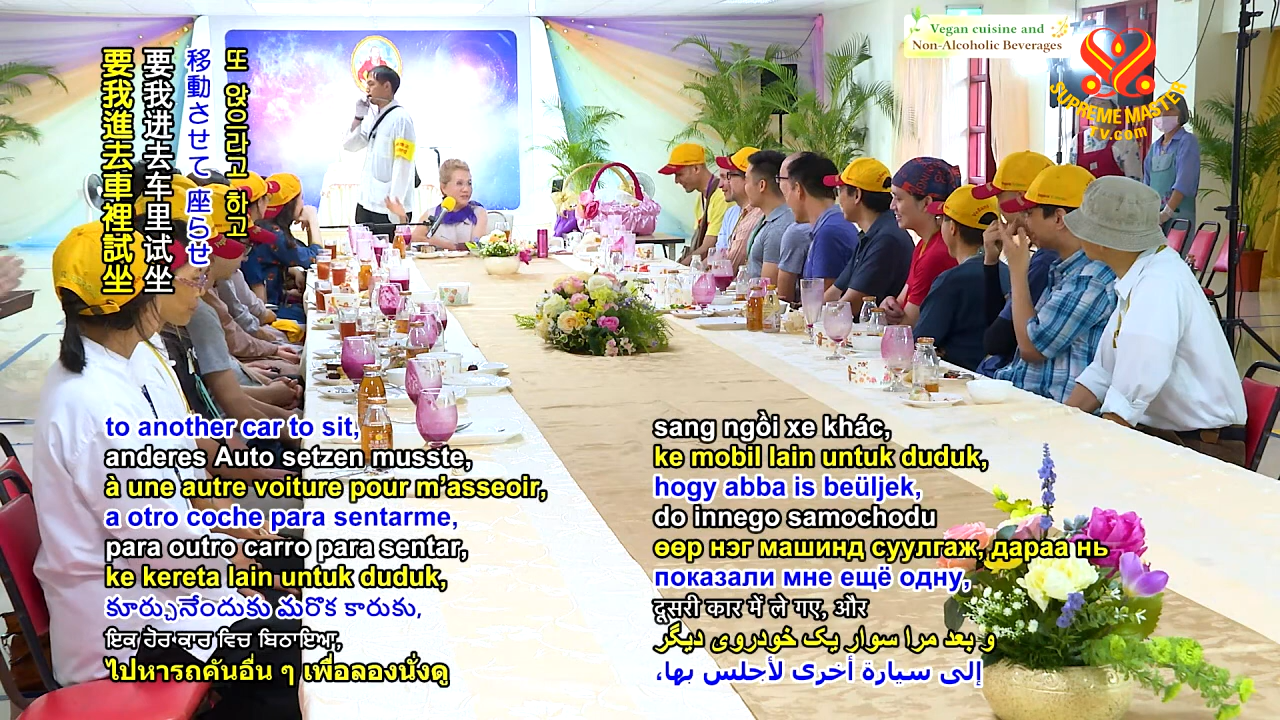 Vegan cuisine and
Non-Alcoholic Beverages
SUPREME MASTER
TV.com
要我進去車裡試坐
要我进去车里试坐
移動させて 座らせ
또 앉으라고 하고
to another car to sit,
anderes Auto setzen musste,
à une autre voiture pour m'asseoir,
a otro coche para sentarme,
para outro carro para sentar,
ke kereta lain untuk duduk,
కూర్చునేందుకు మరొక కారుకు,
ਇਕ ਹੋਰ ਕਾਰ ਵਿਚ ਬਿਠਾਇਆ,
ไปหารถคันอื่น ๆ เพื่อลองนั่งดู
sang ngồi xe khác,
ke mobil lain untuk duduk,
hogy abba is beüljek,
do innego samochodu
өөр нэг машинд суулгаж, дараа нь
показали мне ещё одну,
दूसरी कार में ले गए, और
و بعد مرا سوار یک خودروی دیگر
إلى سيارة أخرى لأجلس بها،